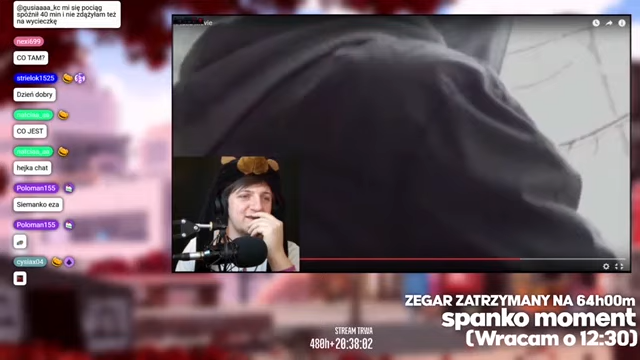 @gusiaaaa_kc mi się pociąg
spóźnił 40 min i nie zdążyłam też
na wycieczkę
nexi699
CO TAM?
strielok1525
Dzień dobry
CO JEST
hejka chat
Poloman155
Siemanko eza
Poloman155
cysiax04
ZEGAR ZATRZYMANY NA 64h00m
spanko moment
(Wracam o 12:30)
STREAM TRWA
480h+20:38:02